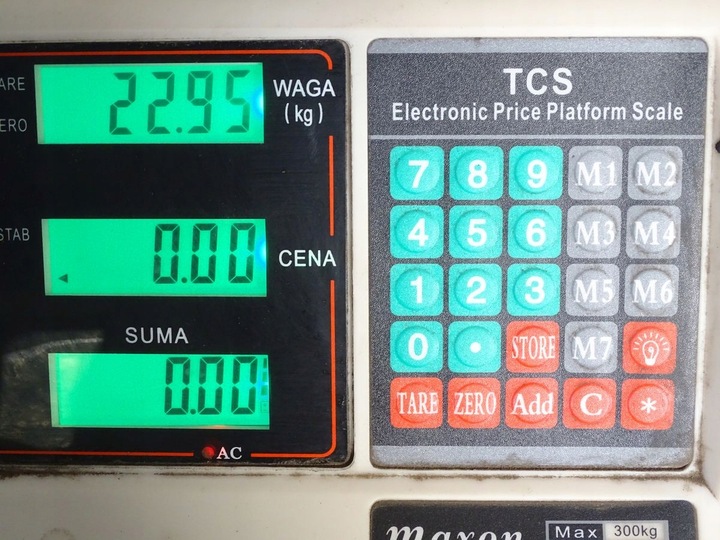 ARE
22.95
WAGA
(kg)
ERO
STAB
0.00
CENA
SUMA
0.00
AC
TCS
Electronic Price Platform Scale
7 8 9 M1 M2
4 5 6 M3 M4
1 2 3 M5 M6
0 . STORE M7
TARE ZERO Add C *
maxon
Max 300kg